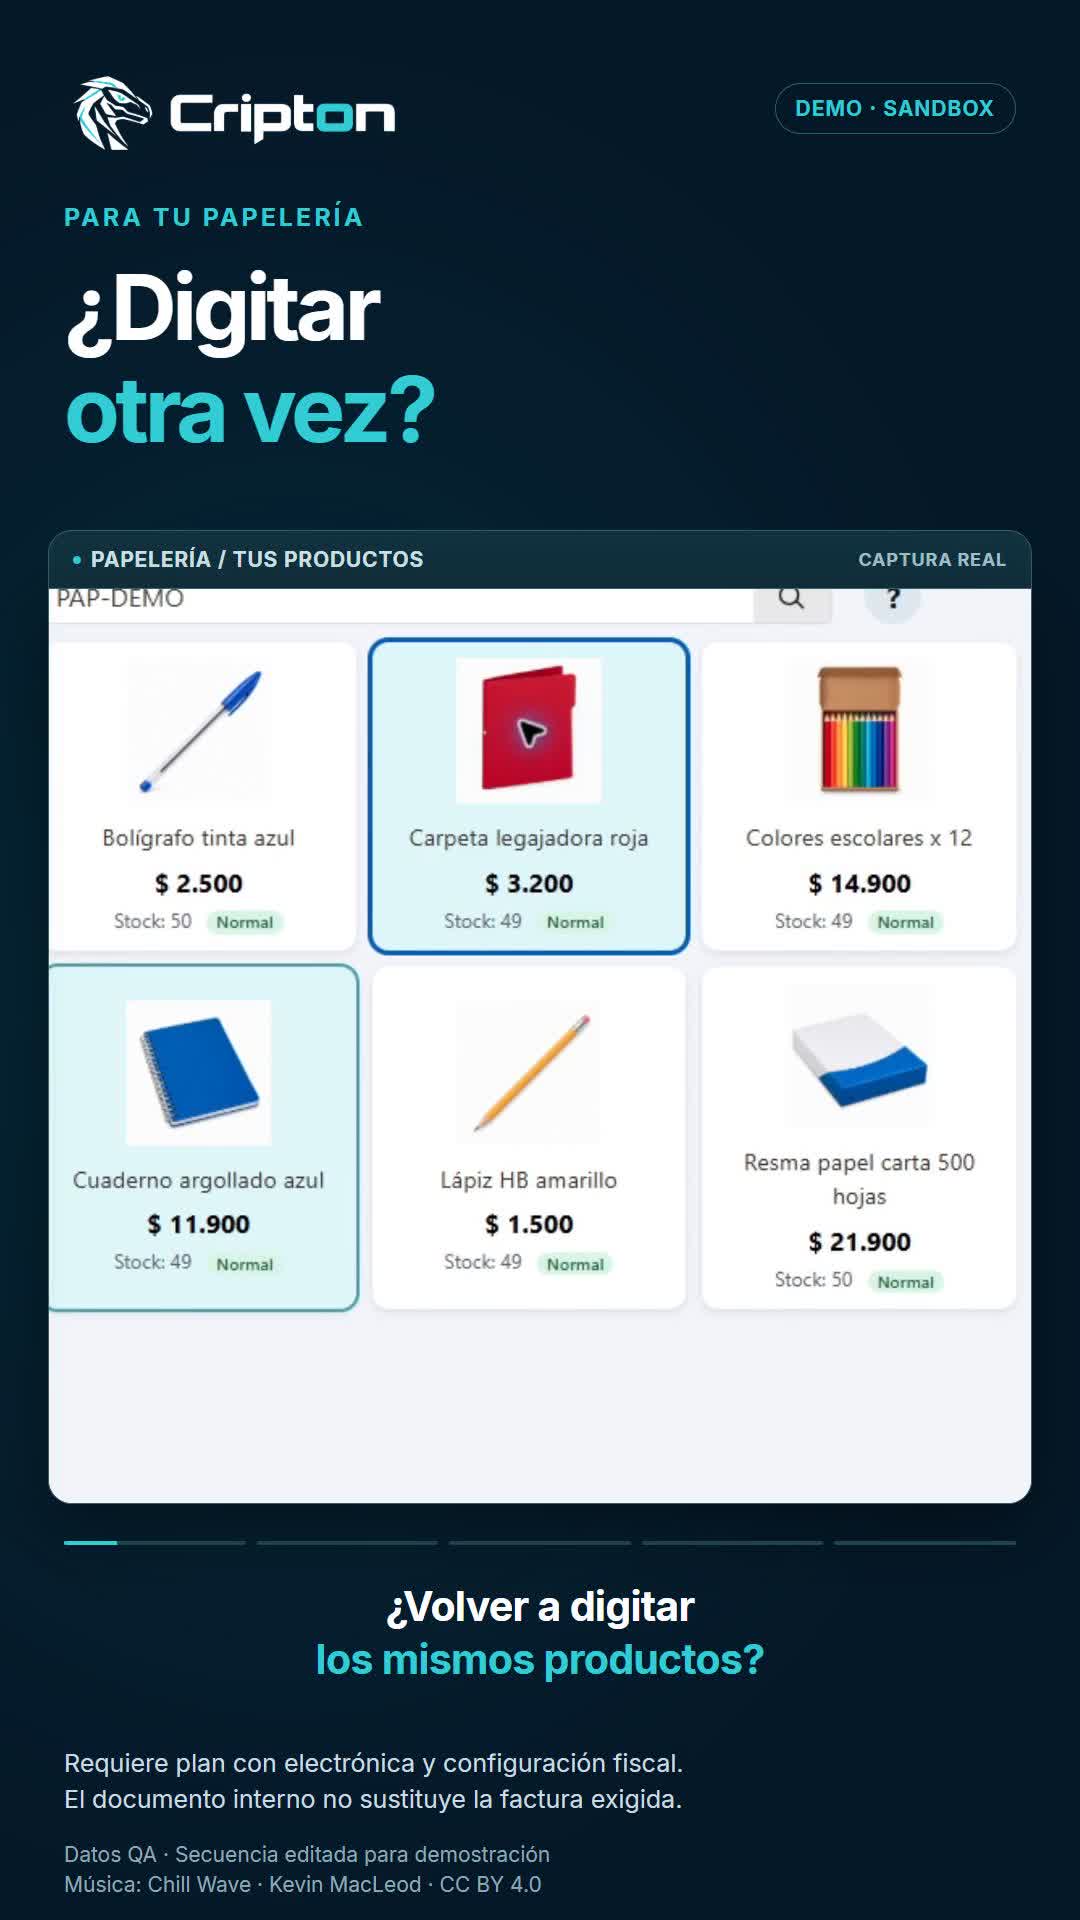 Cripton
DEMO · SANDBOX
PARA TU PAPELERÍA
¿Digitar
otra vez?
PAPELERÍA / TUS PRODUCTOS
CAPTURA REAL
PAP-DEMO
?
Bolígrafo tinta azul
$ 2.500
Stock: 50 Normal
Carpeta legajadora roja
$ 3.200
Stock: 49 Normal
Colores escolares x 12
$ 14.900
Stock: 49 Normal
Cuaderno argollado azul
$ 11.900
Stock: 49 Normal
Lápiz HB amarillo
$ 1.500
Stock: 49 Normal
Resma papel carta 500
hojas
$ 21.900
Stock: 50 Normal
¿Volver a digitar
los mismos productos?
Requiere plan con electrónica y configuración fiscal.
El documento interno no sustituye la factura exigida.
Datos QA · Secuencia editada para demostración
Música: Chill Wave · Kevin MacLeod · CC BY 4.0